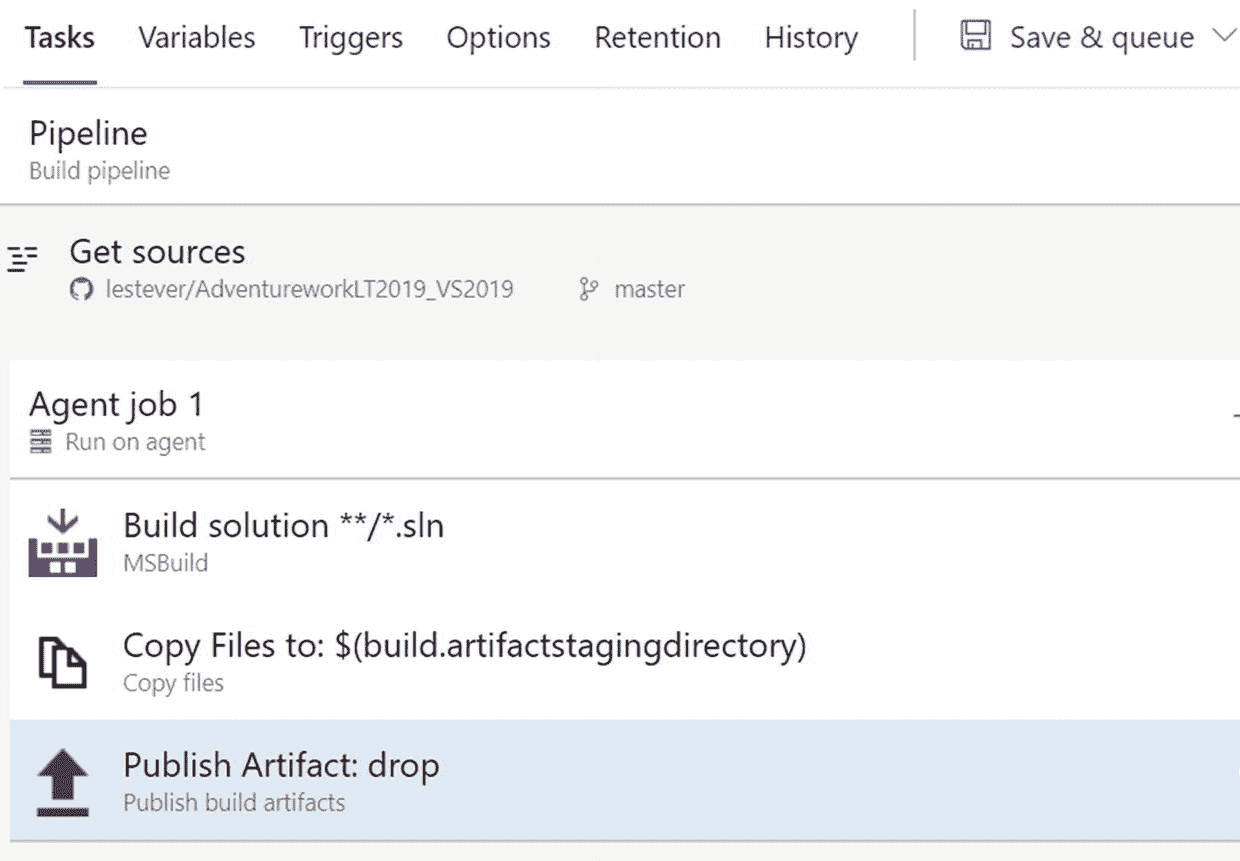 Tasks Variables Triggers Options Retention History Save & queue
Pipeline
Build pipeline
Get sources
lestever/AdventureworkLT2019_VS2019 master
Agent job 1
Run on agent
Build solution **/*.sln
MSBuild
Copy Files to: $(build.artifactstagingdirectory)
Copy files
Publish Artifact: drop
Publish build artifacts